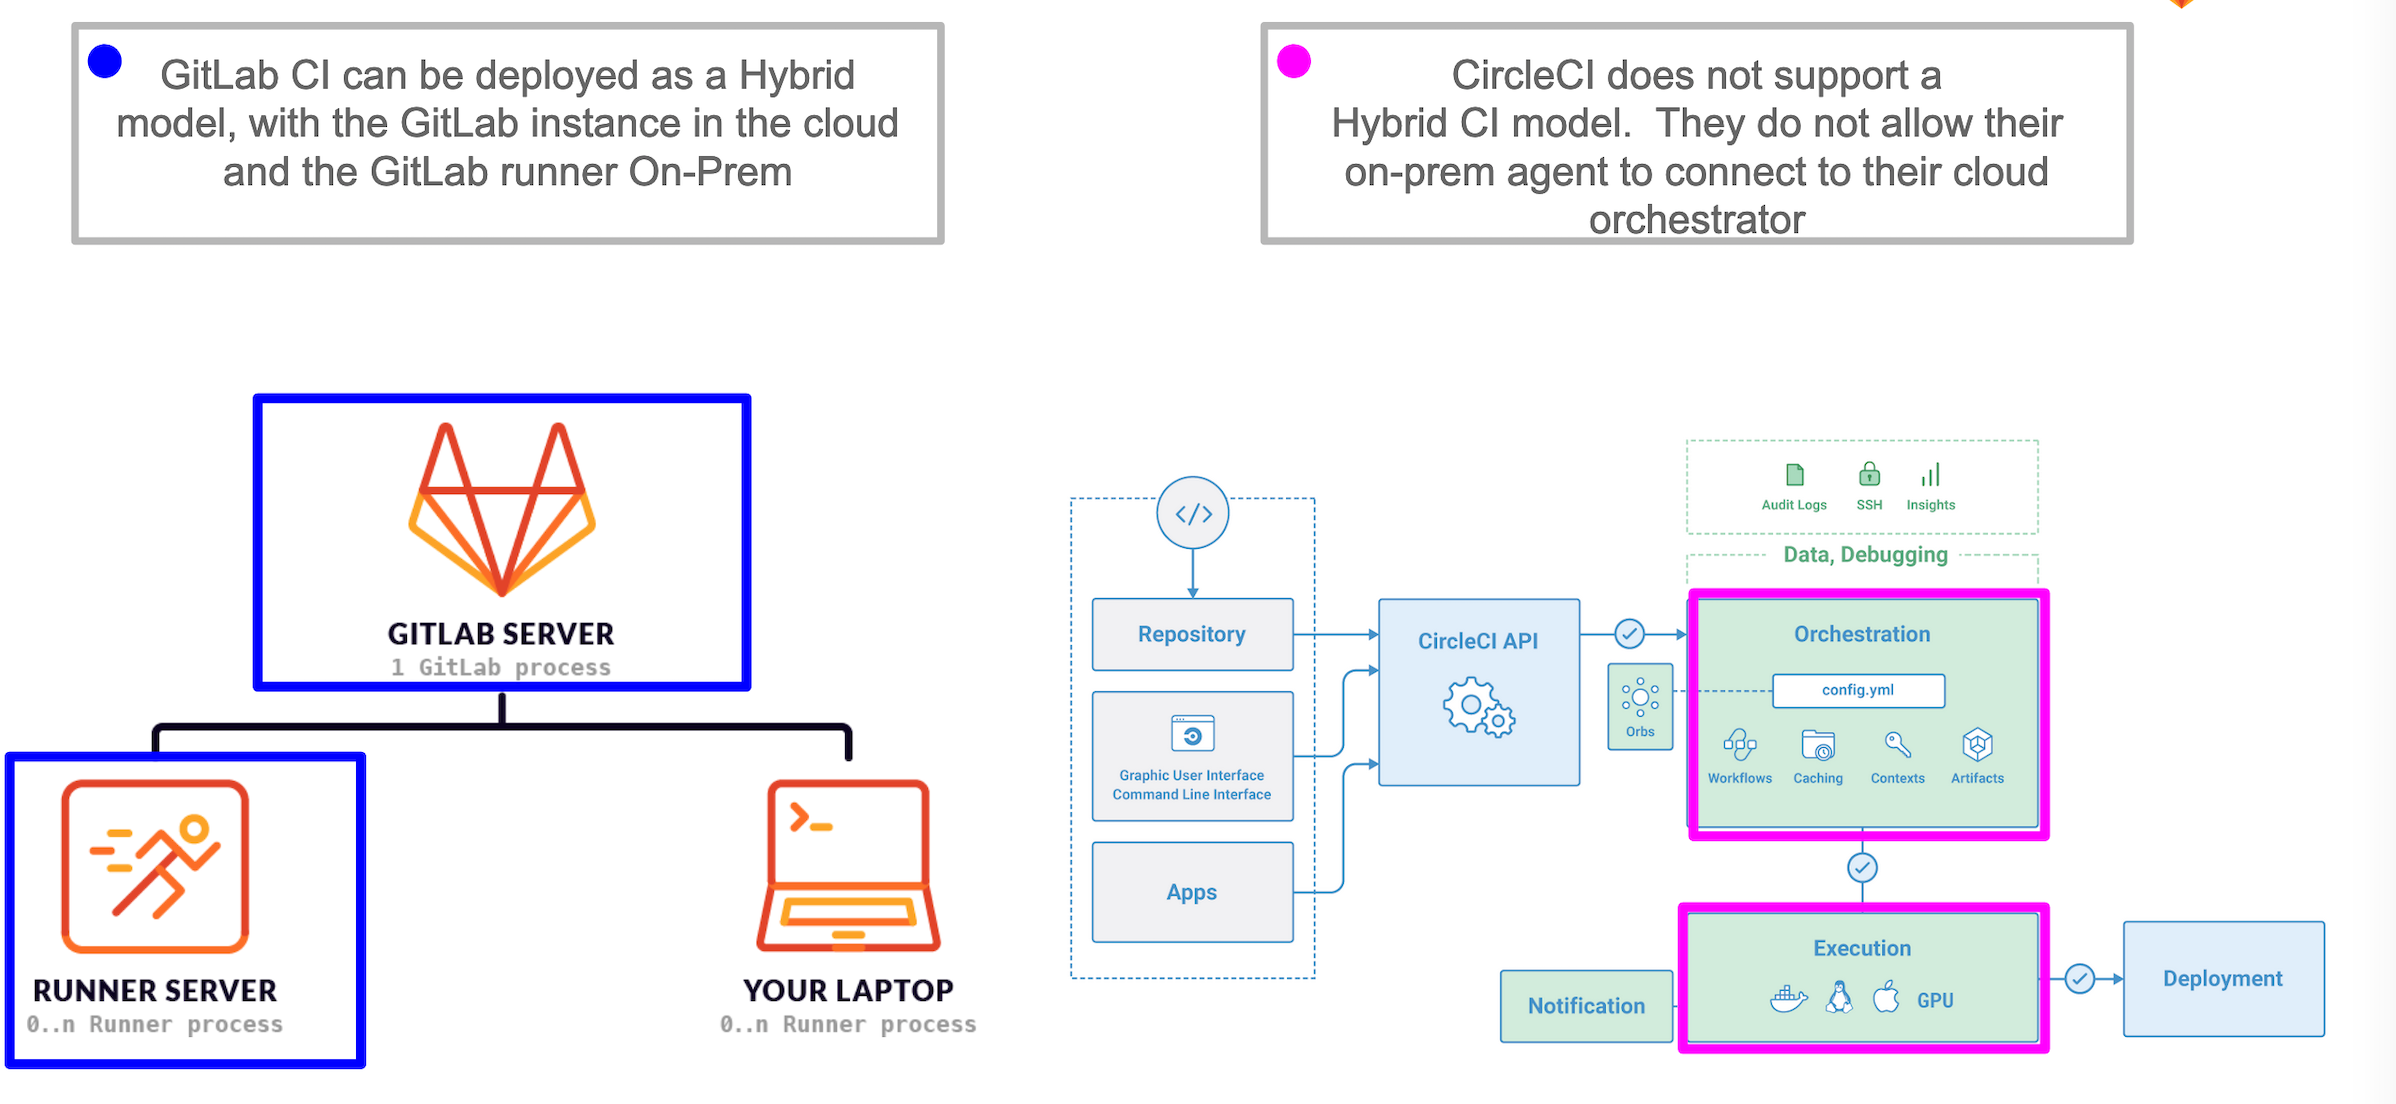 GitLab CI can be deployed as a Hybrid
model, with the GitLab instance in the cloud
and the GitLab runner On-Prem
CircleCI does not support a
Hybrid CI model.  They do not allow their
on-prem agent to connect to their cloud
orchestrator
GITLAB SERVER
1 GitLab process
RUNNER SERVER
0..n Runner process
YOUR LAPTOP
0..n Runner process
</>
Repository
Graphic User Interface
Command Line Interface
Apps
CircleCI API
Orbs
Audit Logs
SSH
Insights
Data, Debugging
Orchestration
config.yml
Workflows
Caching
Contexts
Artifacts
Execution
GPU
Notification
Deployment